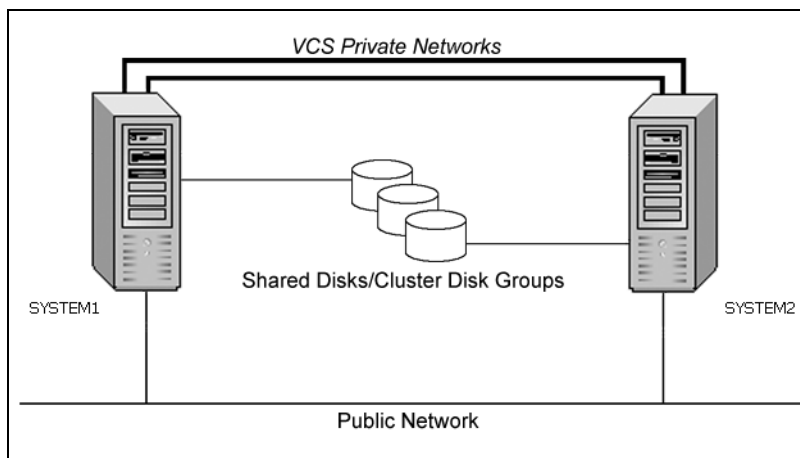 VCS Private Networks
Shared Disks/Cluster Disk Groups
SYSTEM1
SYSTEM2
Public Network